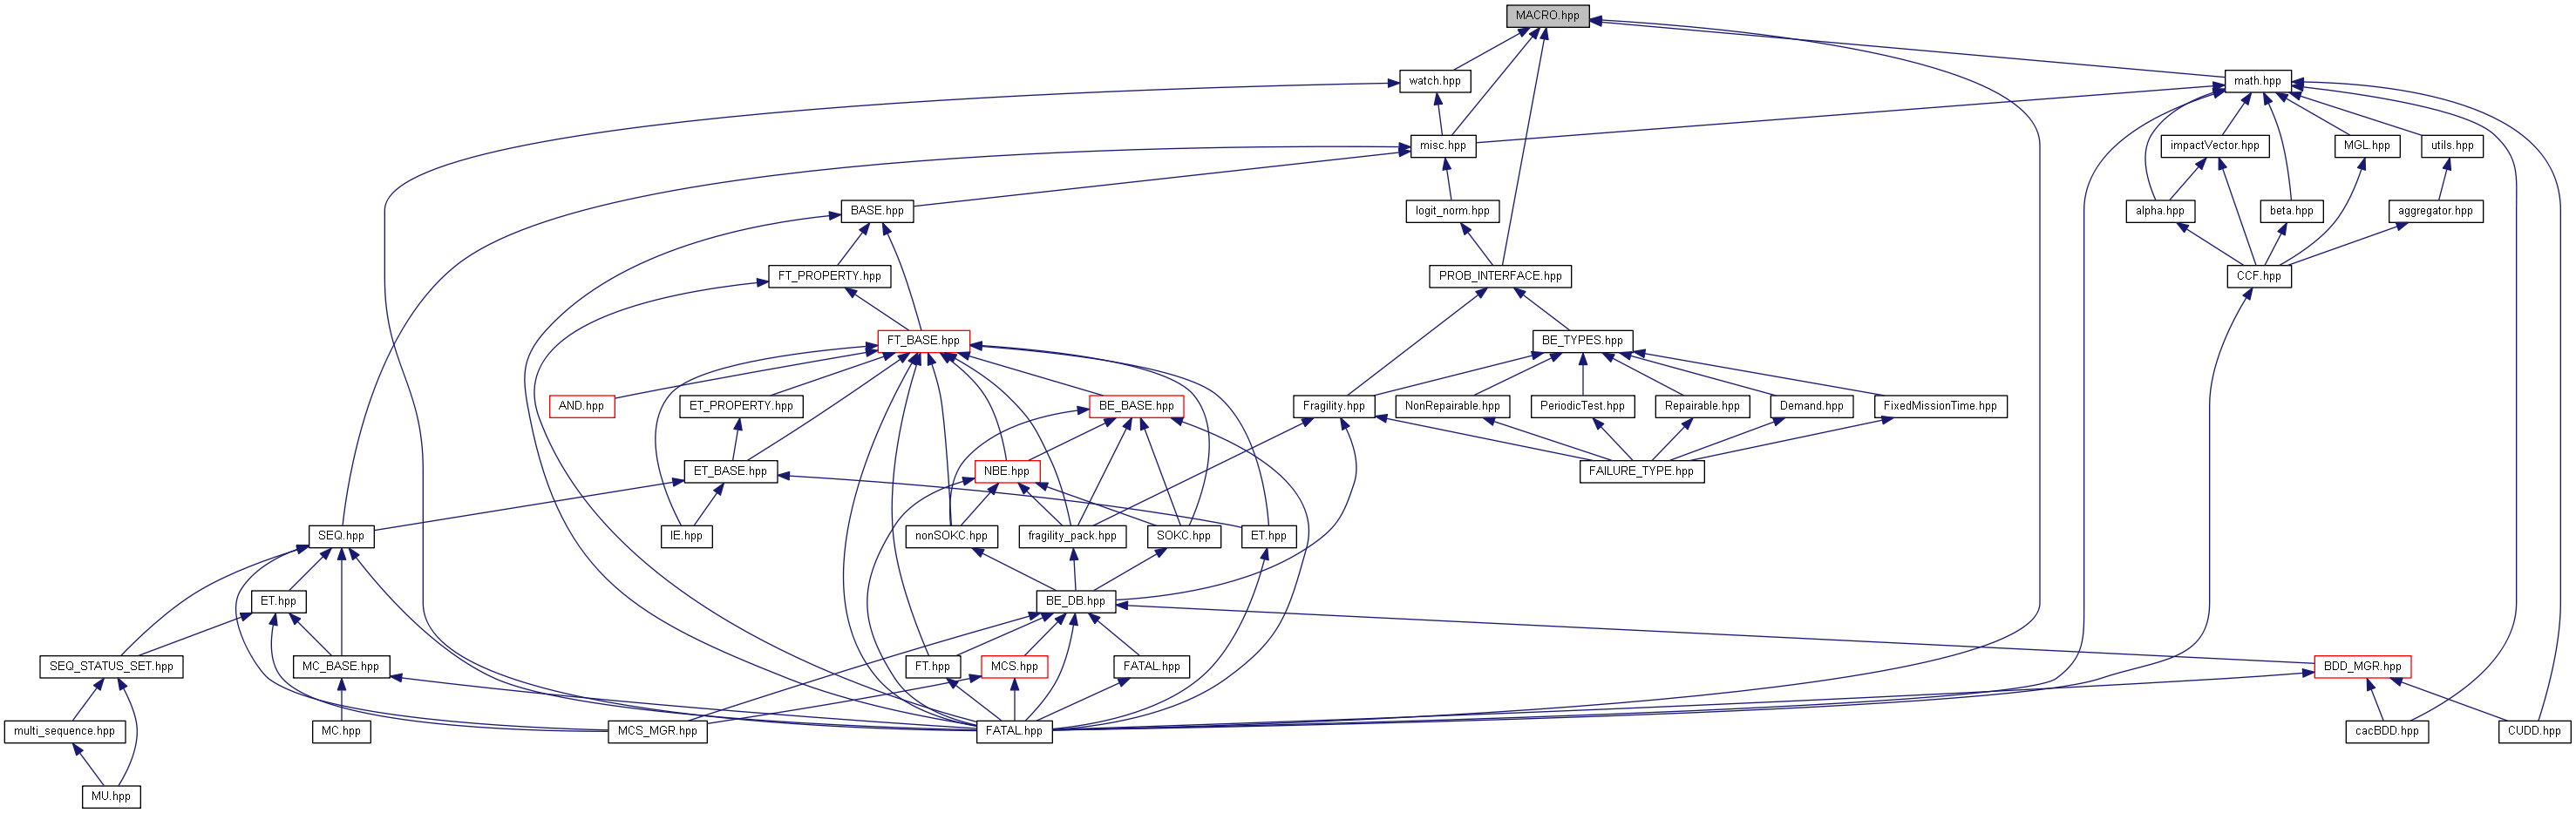 MACRO.hpp
watch.hpp
math.hpp
misc.hpp
impactVector.hpp
MGL.hpp
utils.hpp
BASE.hpp
logit_norm.hpp
alpha.hpp
beta.hpp
aggregator.hpp
FT_PROPERTY.hpp
PROB_INTERFACE.hpp
CCF.hpp
FT_BASE.hpp
BE_TYPES.hpp
AND.hpp
ET_PROPERTY.hpp
BE_BASE.hpp
Fragility.hpp
NonRepairable.hpp
PeriodicTest.hpp
Repairable.hpp
Demand.hpp
FixedMissionTime.hpp
ET_BASE.hpp
NBE.hpp
FAILURE_TYPE.hpp
SEQ.hpp
IE.hpp
nonSOKC.hpp
fragility_pack.hpp
SOKC.hpp
ET.hpp
ET.hpp
BE_DB.hpp
SEQ_STATUS_SET.hpp
MC_BASE.hpp
FT.hpp
MCS.hpp
FATAL.hpp
BDD_MGR.hpp
multi_sequence.hpp
MC.hpp
MCS_MGR.hpp
FATAL.hpp
cacBDD.hpp
CUDD.hpp
MU.hpp